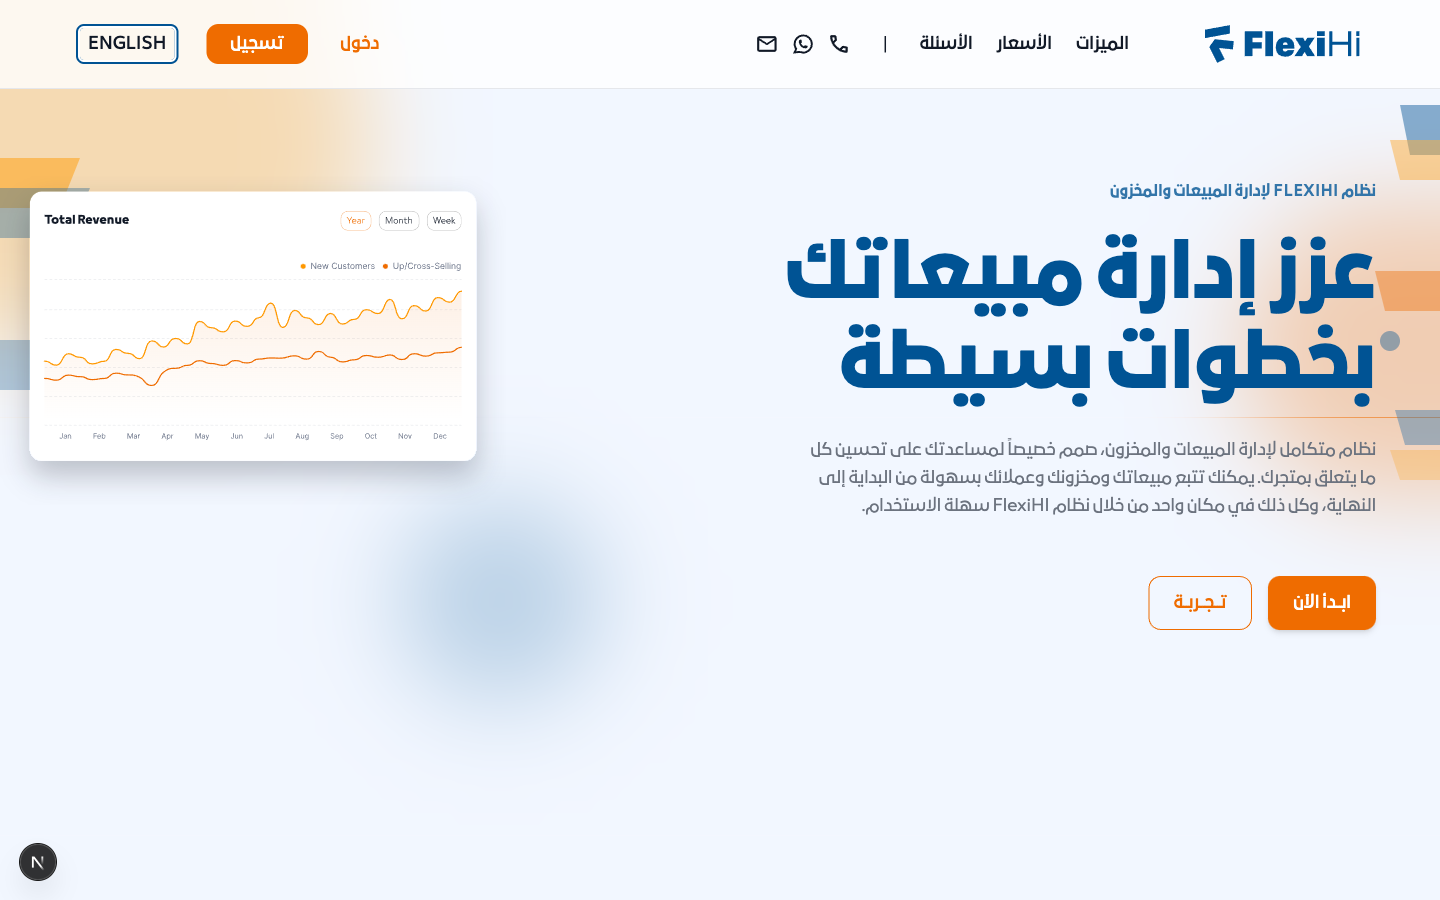 FlexiHi
الميزات
الأسعار
الأسئلة
|
دخول
تسجيل
ENGLISH
نظام FLEXIHI لإدارة المبيعات والمخزون
عزز إدارة مبيعاتك
بخطوات بسيطة
نظام متكامل لإدارة المبيعات والمخزون، صمم خصيصاً لمساعدتك على تحسين كل
ما يتعلق بمتجرك. يمكنك تتبع مبيعاتك ومخزونك وعملائك بسهولة من البداية إلى
النهاية، وكل ذلك في مكان واحد من خلال نظام FlexiHI سهلة الاستخدام.
ابـدأ الآن
تـجـربـة
Total Revenue
Year
Month
Week
New Customers
Up/Cross-Selling
Jan Feb Mar Apr May Jun Jul Aug Sep Oct Nov Dec
N